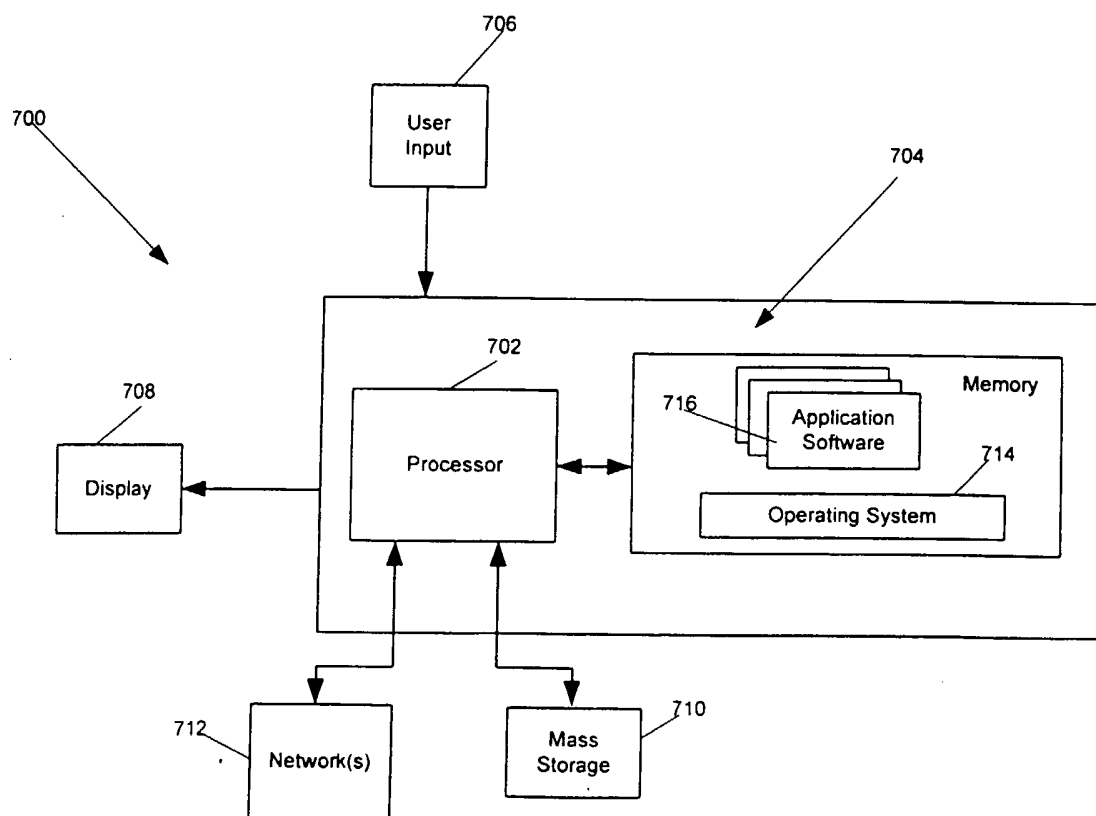 706
User
Input
700
704
702
Memory
708
716
Application
Software
Processor
714
Display
Operating System
712
710
Network(s)
Mass
Storage